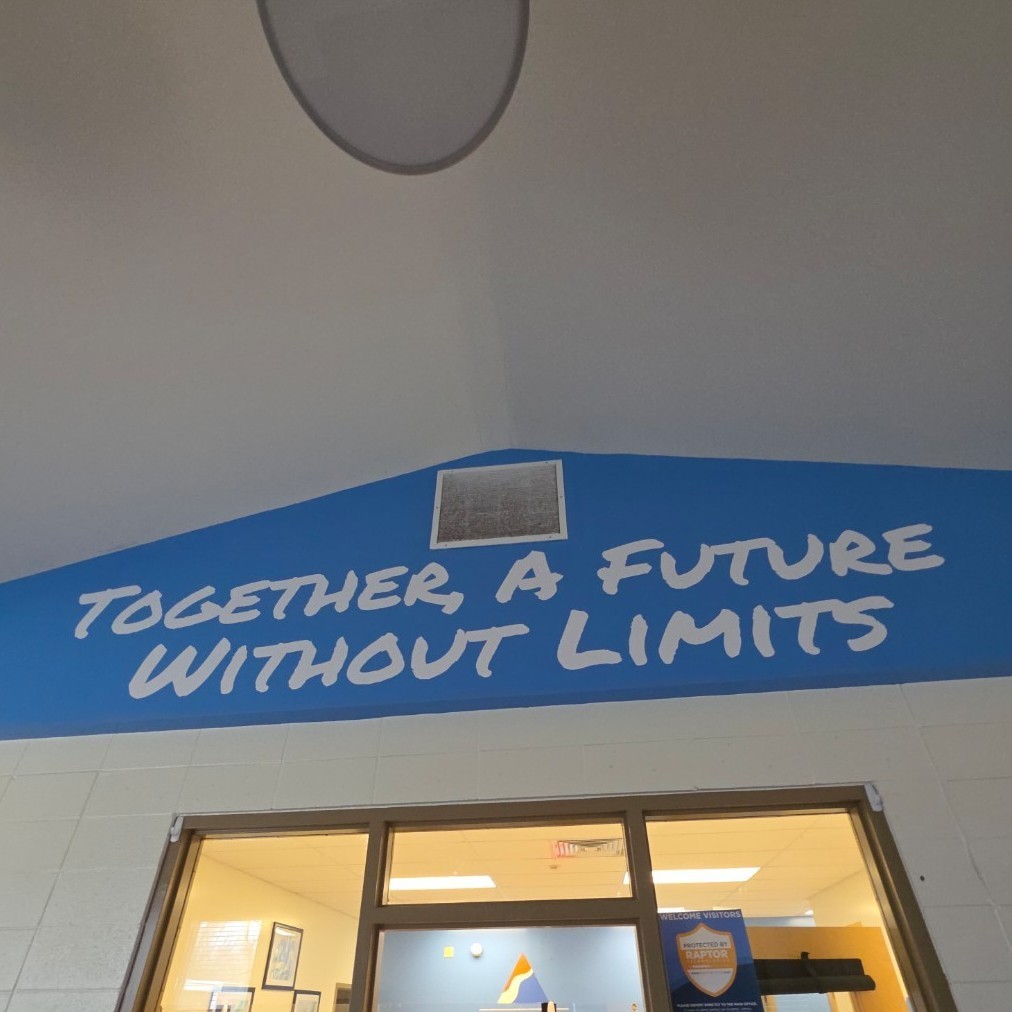 TOGETHER, A FUTURE
WITHOUT LIMITS
WELCOME VISITORS
PROTECTED BY
RAPTOR